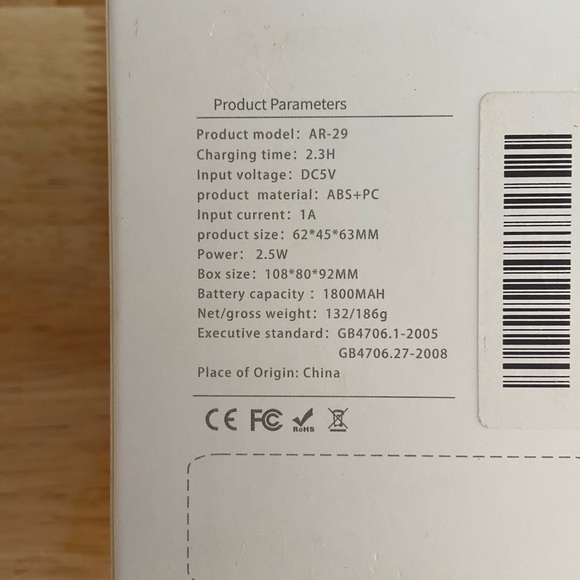 Product Parameters
Product model: AR-29
Charging time: 2.3H
Input voltage: DC5V
product material: ABS+PC
Input current: 1A
product size: 62*45*63MM
Power: 2.5W
Box size: 108*80*92MM
Battery capacity : 1800MAH
Net/gross weight: 132/186g
Executive standard: GB4706.1-2005
GB4706.27-2008
Place of Origin: China
CE FC RoHS